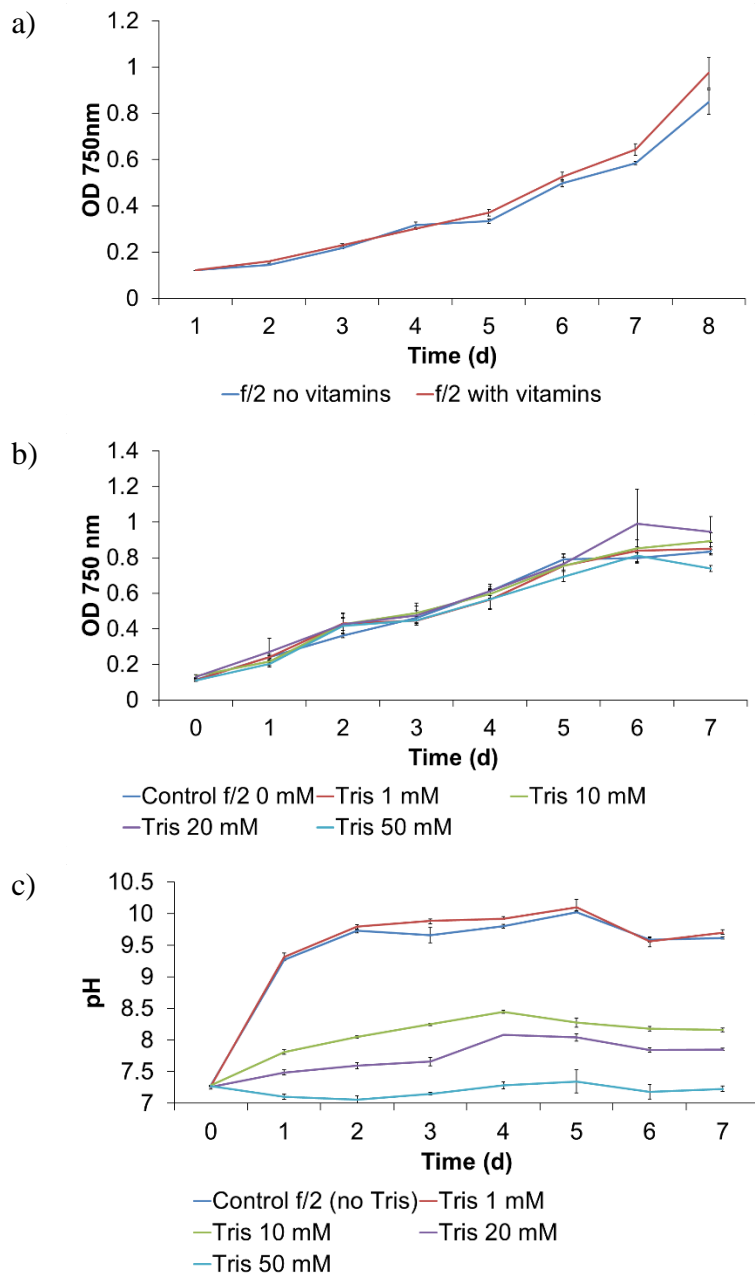 a)
OD 750nm
1.2
1
0.8
0.6
0.4
0.2
0
1 2 3 4 5 6 7 8
Time (d)
f/2 no vitamins f/2 with vitamins
b)
OD 750 nm
1.4
1.2
1
0.8
0.6
0.4
0.2
0
0 1 2 3 4 5 6 7
Time (d)
Control f/2 0 mM Tris 1 mM Tris 10 mM
Tris 20 mM Tris 50 mM
c)
pH
10.5
10
9.5
9
8.5
8
7.5
7
0 1 2 3 4 5 6 7
Time (d)
Control f/2 (no Tris) Tris 1 mM
Tris 10 mM Tris 20 mM
Tris 50 mM